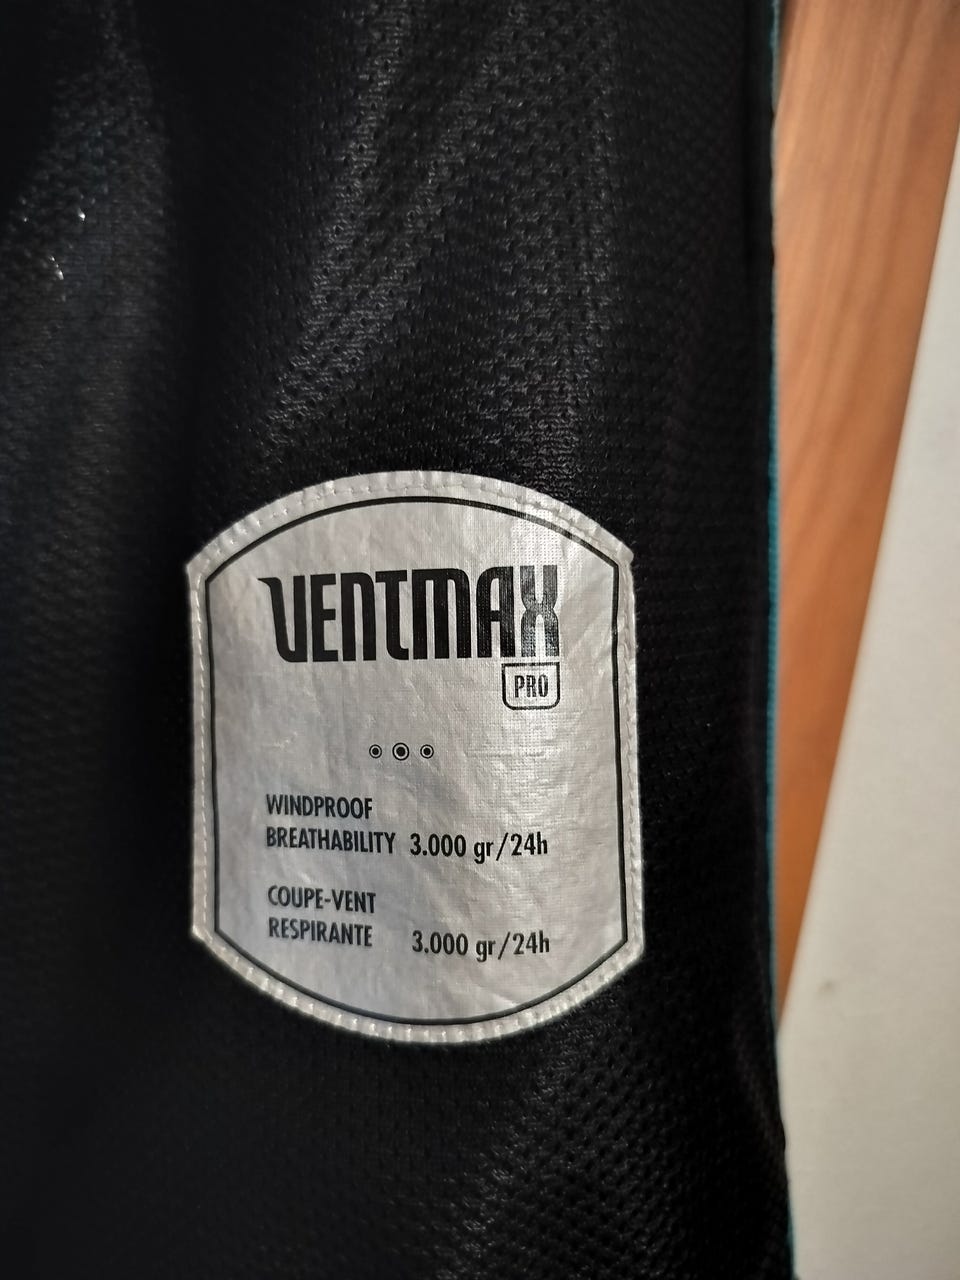 VENTMAX
PRO
WINDPROOF
BREATHABILITY 3.000 gr/24h
COUPE-VENT
RESPIRANTE 3.000 gr/24h